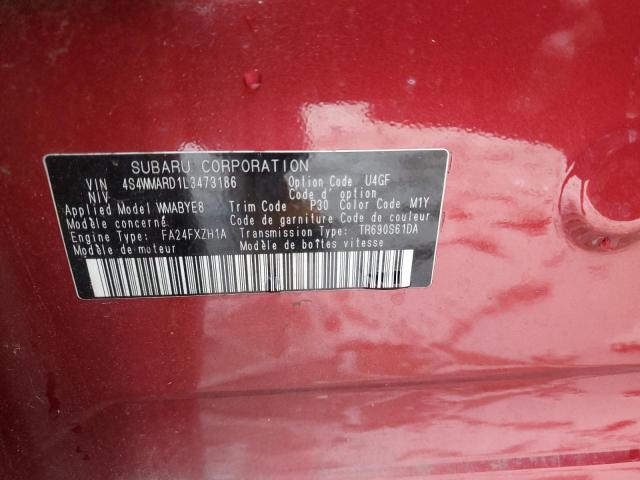 SUBARU CORPORATION
VIN 4S4WMARD1L3473186 Option Code U4GF
NIV Code d' option
Applied Model WMABYE8 Trim Code P30 Color Code M1Y
Modèle concerné Code de garniture Code de couleur
Engine Type: FA24FXZH1A Transmission Type: TR690S61DA
Modèle de moteur Modèle de boîtes vitesse